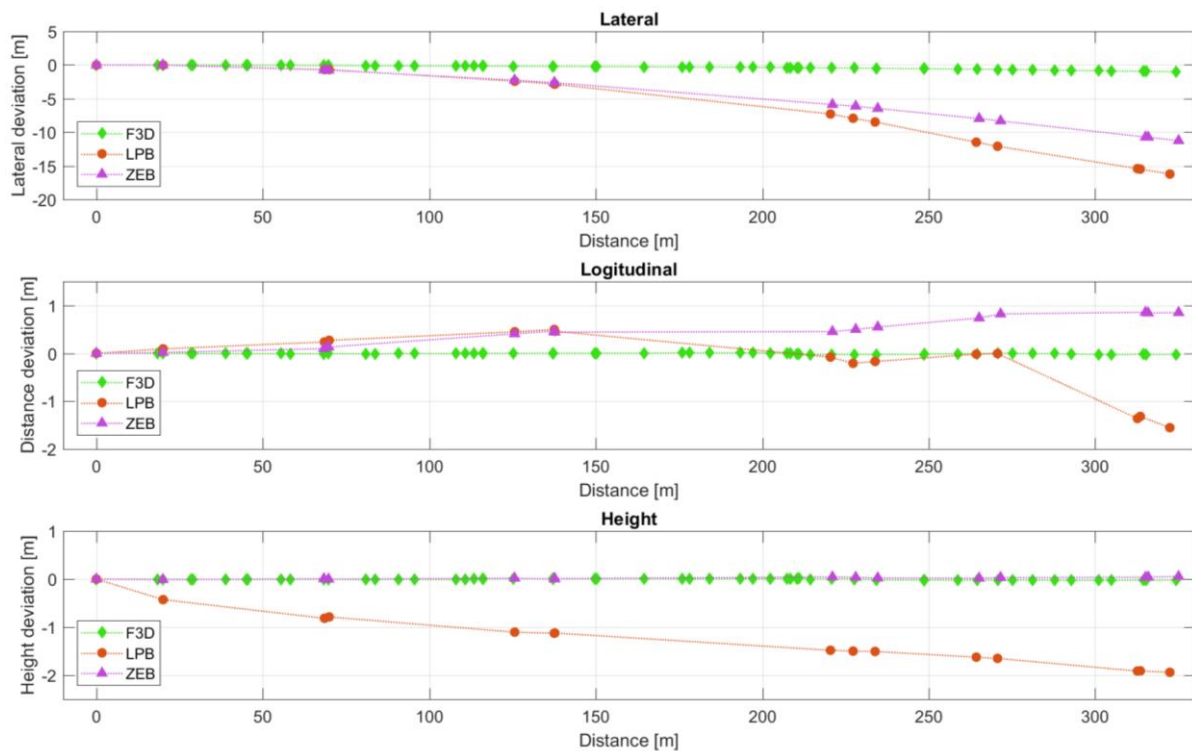 Lateral
Lateral deviation [m]
5
0
-5
-10
-15
-20
F3D
LPB
ZEB
0 50 100 150 200 250 300
Distance [m]
Logitudinal
Distance deviation [m]
1
0
-1
-2
F3D
LPB
ZEB
0 50 100 150 200 250 300
Distance [m]
Height
Height deviation [m]
1
0
-1
-2
F3D
LPB
ZEB
0 50 100 150 200 250 300
Distance [m]